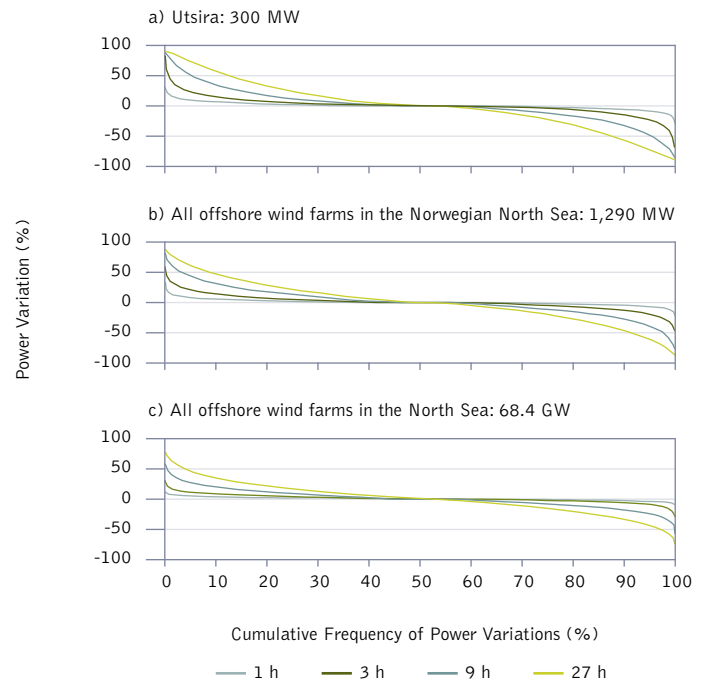 a) Utsira: 300 MW
100
50
0
-50
-100
b) All offshore wind farms in the Norwegian North Sea: 1,290 MW
100
50
0
-50
-100
Power Variation (%)
c) All offshore wind farms in the North Sea: 68.4 GW
100
50
0
-50
-100
0 10 20 30 40 50 60 70 80 90 100
Cumulative Frequency of Power Variations (%)
1 h 3 h 9 h 27 h